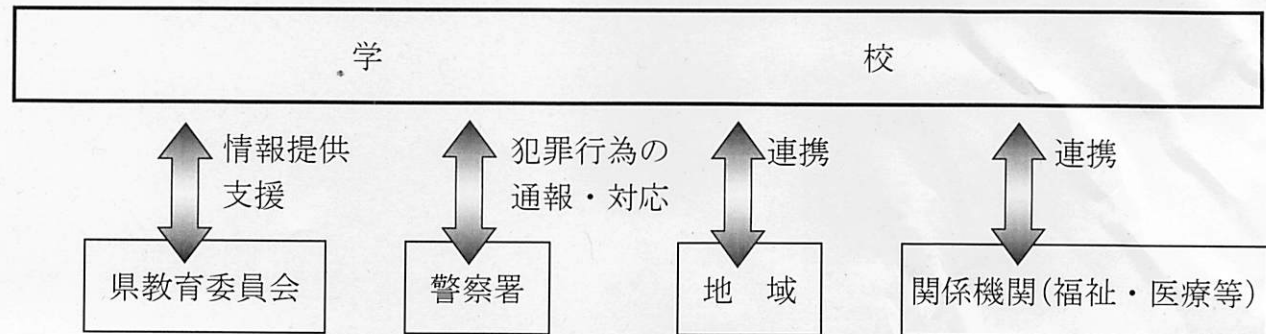 学　校
情報提供
支援
犯罪行為の
通報・対応
連携
連携
県教育委員会
警察署
地　域
関係機関(福祉・医療等)